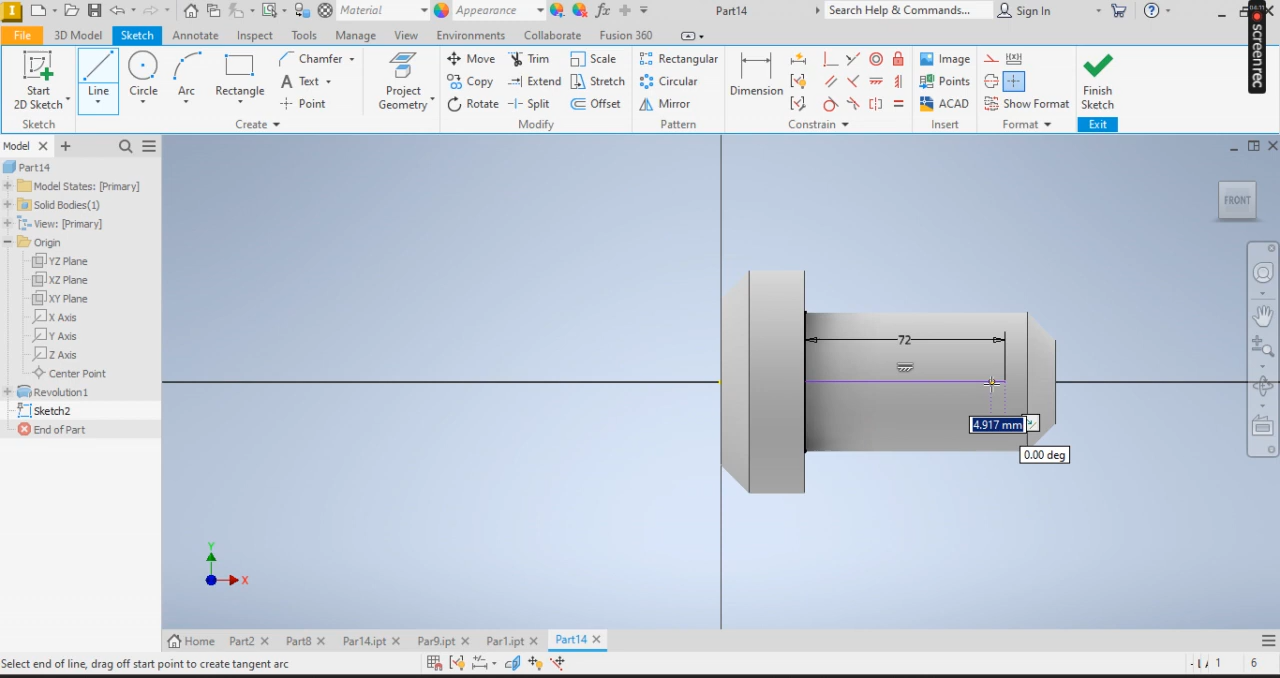 Material
Appearance
Part14
Search Help & Commands...
Sign In
File
3D Model
Sketch
Annotate
Inspect
Tools
Manage
View
Environments
Collaborate
Fusion 360
Start
2D Sketch
Line
Circle
Arc
Rectangle
Chamfer
Text
Point
Project
Geometry
Move
Copy
Rotate
Trim
Extend
Split
Scale
Stretch
Offset
Rectangular
Circular
Mirror
Dimension
Image
Points
ACAD
Show Format
Finish
Sketch
Sketch
Create
Modify
Pattern
Constrain
Insert
Format
Exit
screenrec
Model
Part14
Model States: [Primary]
Solid Bodies(1)
View: [Primary]
Origin
YZ Plane
XZ Plane
XY Plane
X Axis
Y Axis
Z Axis
Center Point
Revolution1
Sketch2
End of Part
FRONT
72
4.917 mm
0.00 deg
Y
X
Home
Part2
Part8
Par14.ipt
Par9.ipt
Par1.ipt
Part14
Select end of line, drag off start point to create tangent arc
1
6